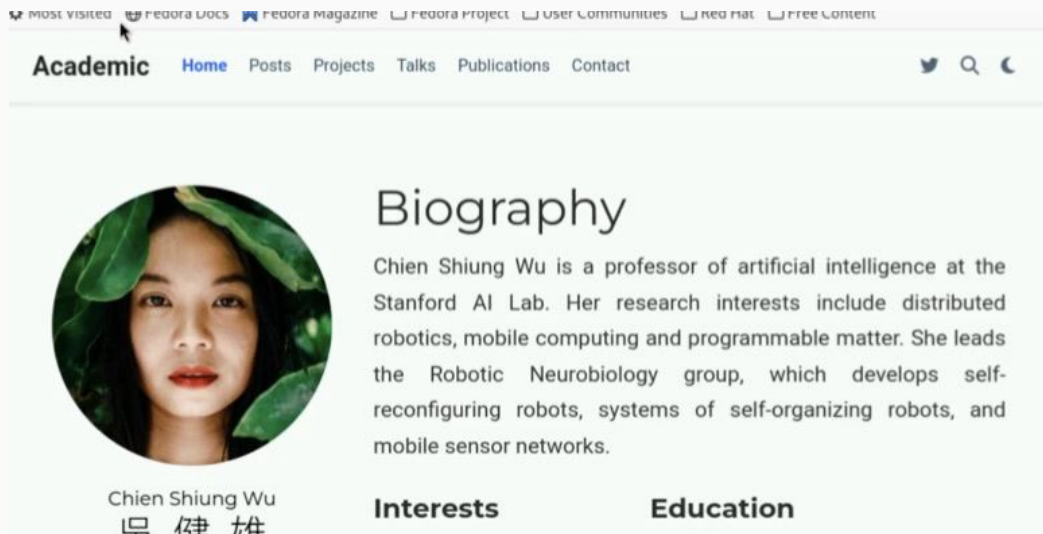 Most Visited Fedora Docs Fedora Magazine Fedora Project User Communities Red Hat Free Content
Academic Home Posts Projects Talks Publications Contact
Biography
Chien Shiung Wu is a professor of artificial intelligence at the
Stanford AI Lab. Her research interests include distributed
robotics, mobile computing and programmable matter. She leads
the Robotic Neurobiology group, which develops self-
reconfiguring robots, systems of self-organizing robots, and
mobile sensor networks.
Chien Shiung Wu
吳健雄
Interests Education